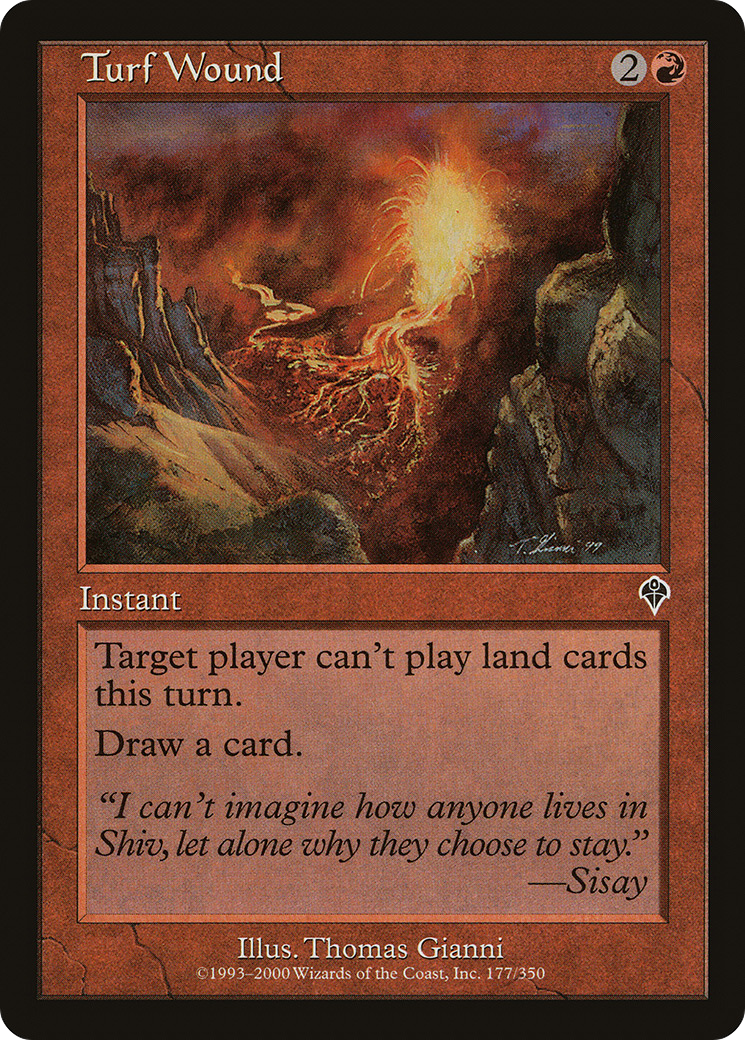 Turf Wound 2
T. Gianni '99
Instant
Target player can't play land cards
this turn.
Draw a card.
“I can't imagine how anyone lives in
Shiv, let alone why they choose to stay.”
—Sisay
Illus. Thomas Gianni
©1993–2000 Wizards of the Coast, Inc. 177/350